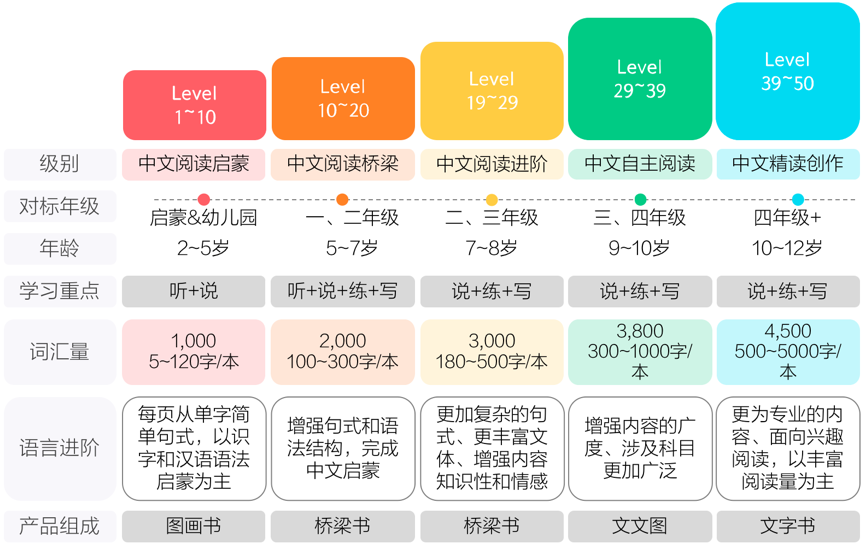 Level
1~10
Level
10~20
Level
19~29
Level
29~39
Level
39~50
级别
中文阅读启蒙
中文阅读桥梁
中文阅读进阶
中文自主阅读
中文精读创作
对标年级
启蒙&幼儿园
一、二年级
二、三年级
三、四年级
四年级+
年龄
2~5岁
5~7岁
7~8岁
9~10岁
10~12岁
学习重点
听+说
听+说+练+写
说+练+写
说+练+写
说+练+写
词汇量
1,000
5~120字/本
2,000
100~300字/本
3,000
180~500字/本
3,800
300~1000字/
本
4,500
500~5000字/
本
语言进阶
每页从单字简
单句式，以识
字和汉语语法
启蒙为主
增强句式和语
法结构，完成
中文启蒙
更加复杂的句
式、更丰富文
体、增强内容
知识性和情感
增强内容的广
度、涉及科目
更加广泛
更为专业的内
容、面向兴趣
阅读，以丰富
阅读量为主
产品组成
图画书
桥梁书
桥梁书
文文图
文字书